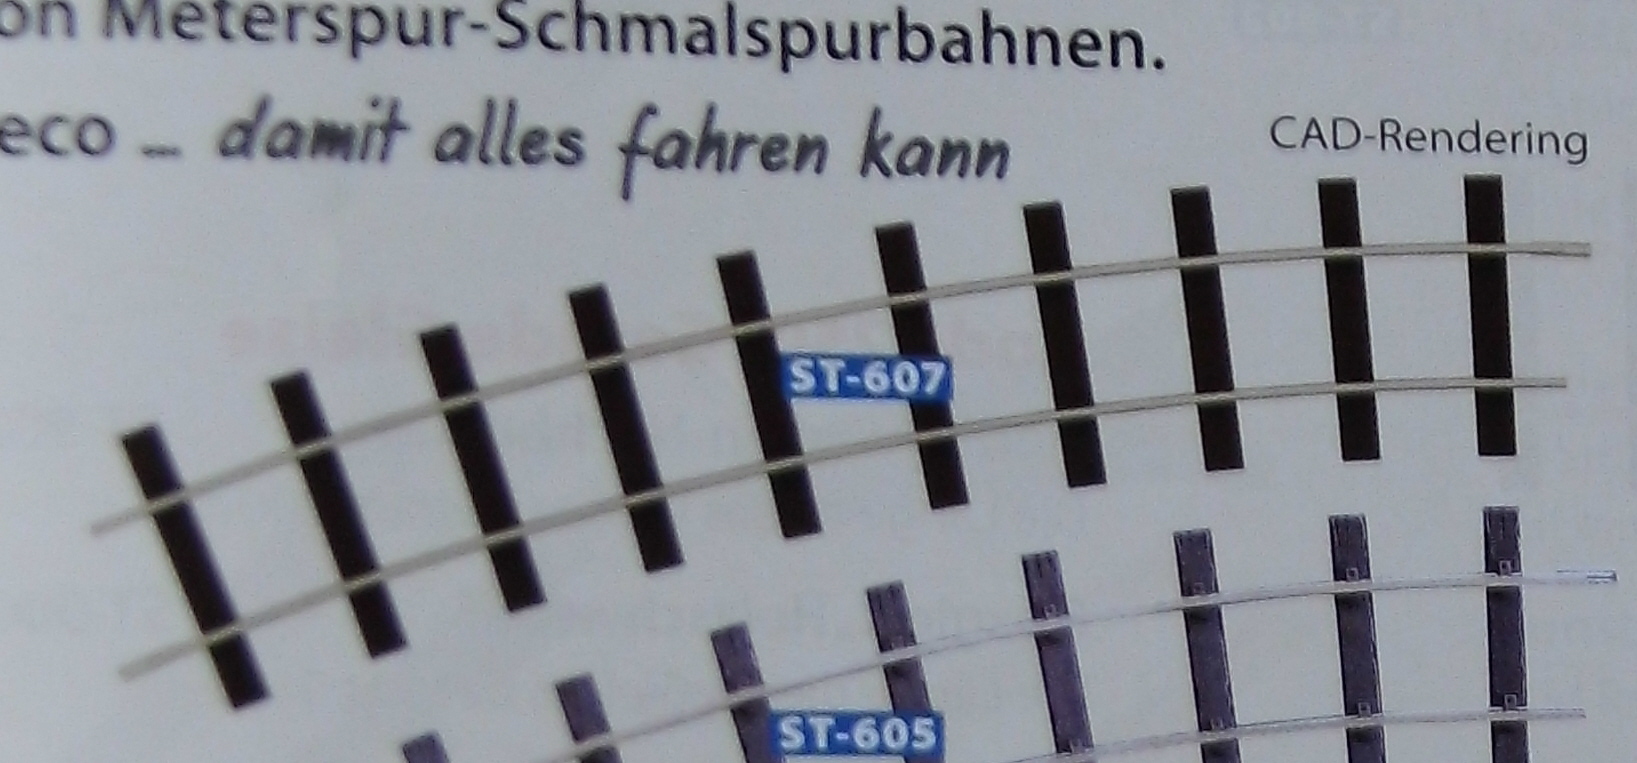 on Meterspur-Schmalspurbahnen.
eco – damit alles fahren kann
CAD-Rendering
ST-607
ST-605